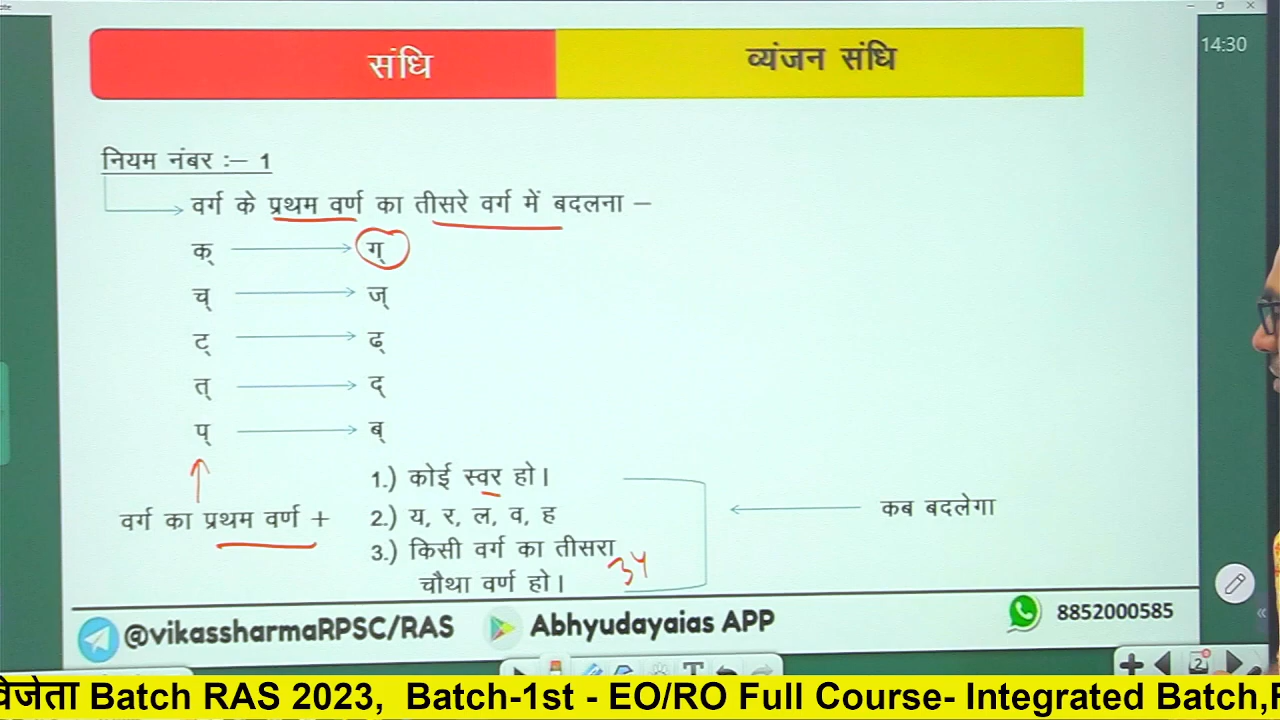 संधि
व्यंजन संधि
14:30
नियम नंबर :– 1
वर्ग के प्रथम वर्ण का तीसरे वर्ग में बदलना –
क् ग्
च् ज्
ट् ढ्
त् द्
प् ब्
वर्ग का प्रथम वर्ण +
1.) कोई स्वर हो।
2.) य, र, ल, व, ह
3.) किसी वर्ग का तीसरा
चौथा वर्ण हो।
34
कब बदलेगा
@vikassharmaRPSC/RAS
Abhyudayaias APP
8852000585
2
विजेता Batch RAS 2023, Batch-1st - EO/RO Full Course- Integrated Batch,